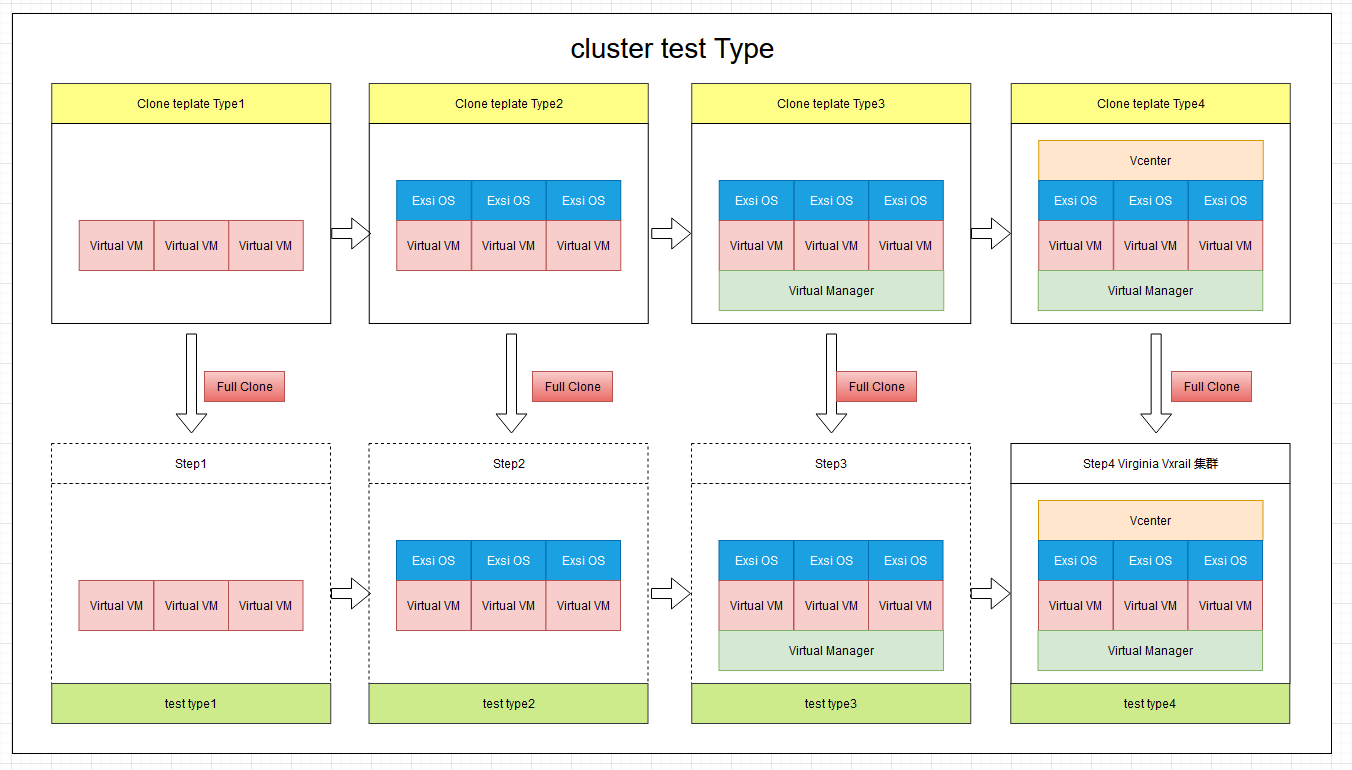 cluster test Type
Clone teplate Type1
Clone teplate Type2
Clone teplate Type3
Clone teplate Type4
Vcenter
Exsi OS Exsi OS Exsi OS
Exsi OS Exsi OS Exsi OS
Exsi OS Exsi OS Exsi OS
Virtual VM Virtual VM Virtual VM
Virtual VM Virtual VM Virtual VM
Virtual VM Virtual VM Virtual VM
Virtual VM Virtual VM Virtual VM
Virtual Manager
Virtual Manager
Full Clone
Full Clone
Full Clone
Full Clone
Step1
Step2
Step3
Step4 Virginia Vxrail 集群
Vcenter
Exsi OS Exsi OS Exsi OS
Exsi OS Exsi OS Exsi OS
Exsi OS Exsi OS Exsi OS
Virtual VM Virtual VM Virtual VM
Virtual VM Virtual VM Virtual VM
Virtual VM Virtual VM Virtual VM
Virtual VM Virtual VM Virtual VM
Virtual Manager
Virtual Manager
test type1
test type2
test type3
test type4